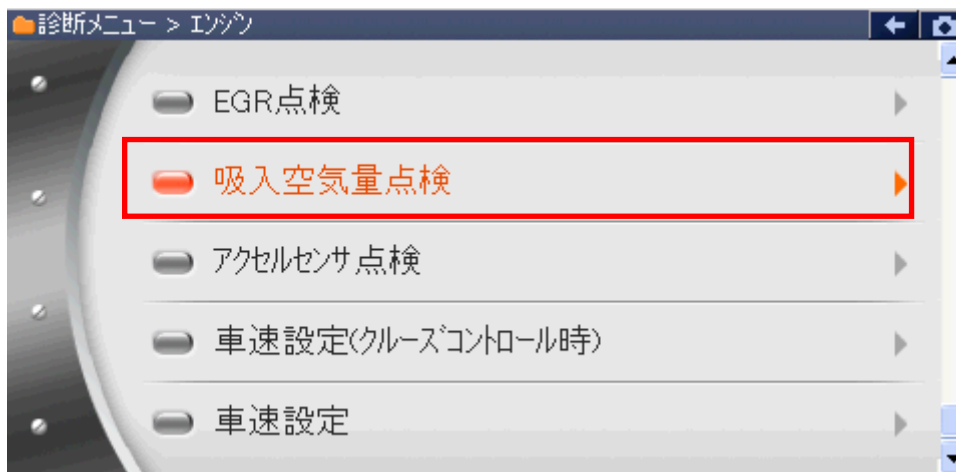 診断メニュー > エンジン
EGR点検
吸入空気量点検
アクセルセンサ点検
車速設定(クルーズコントロール時)
車速設定